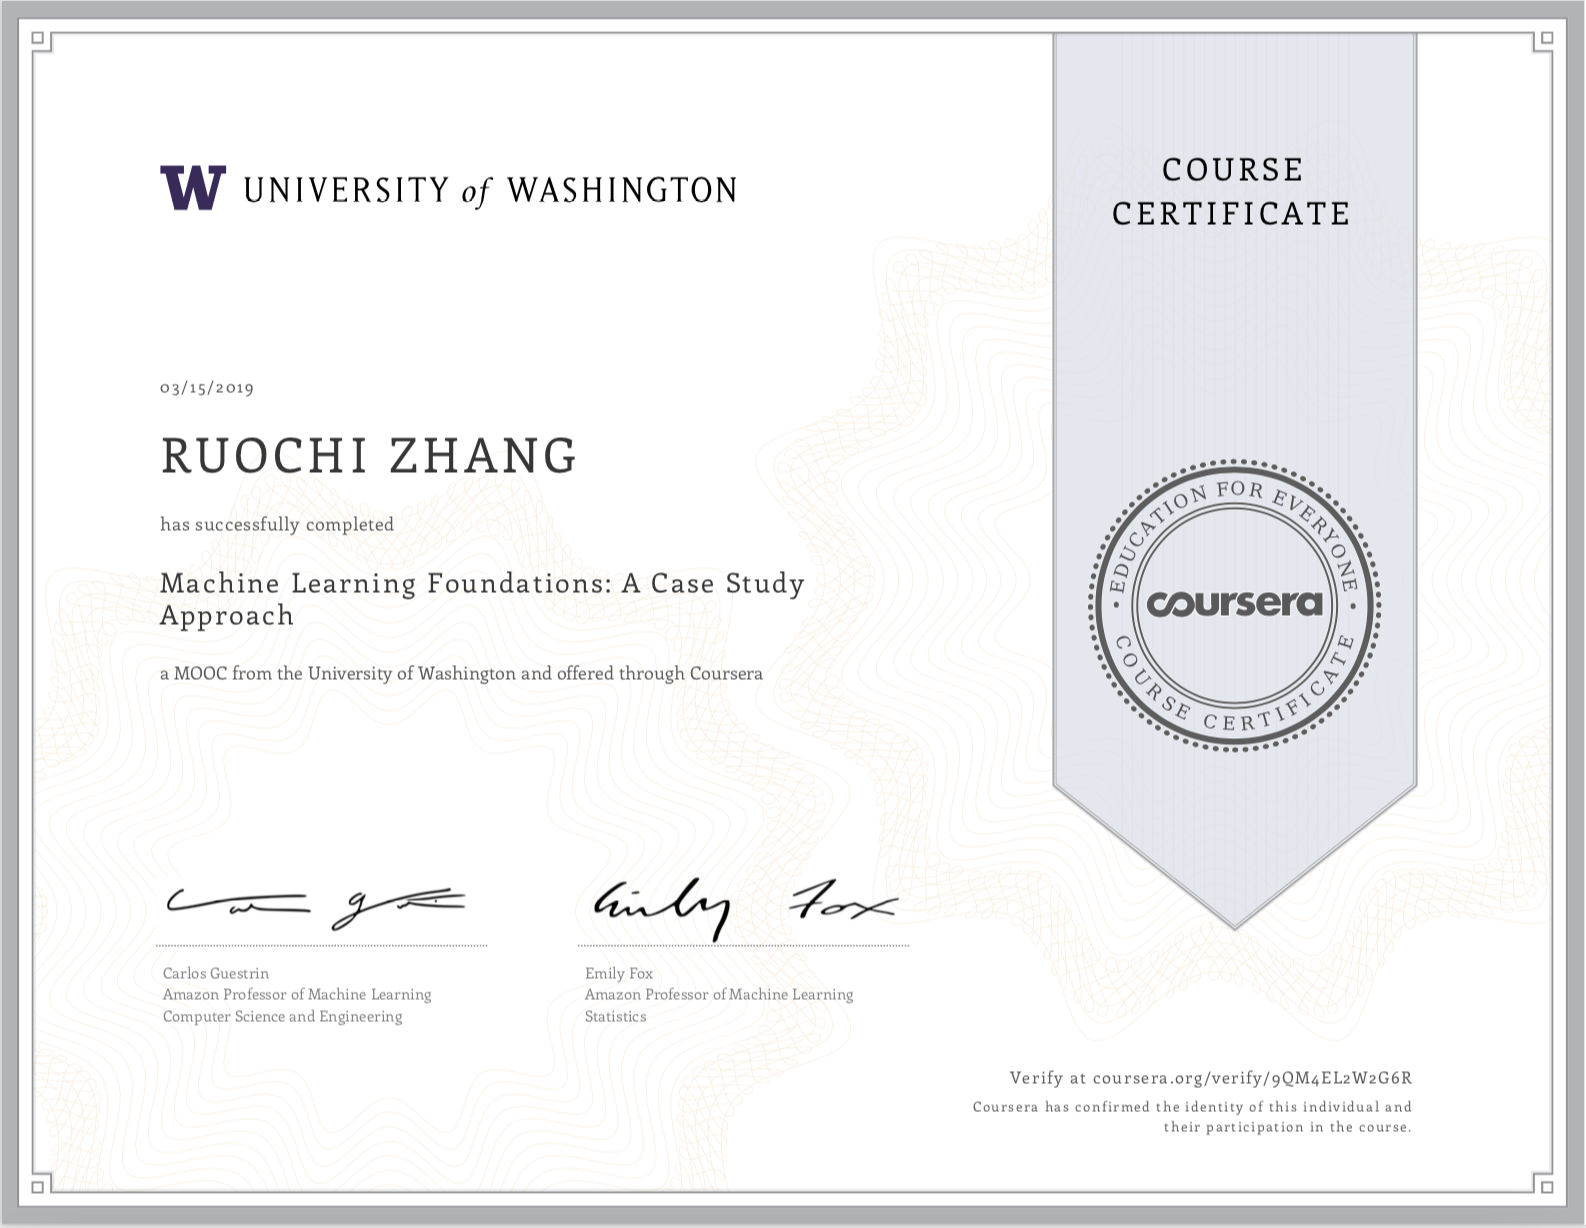 W UNIVERSITY of WASHINGTON
COURSE
CERTIFICATE
03/15/2019
RUOCHI ZHANG
has successfully completed
Machine Learning Foundations: A Case Study
Approach
a MOOC from the University of Washington and offered through Coursera
EDUCATION FOR EVERYONE
coursera
COURSE CERTIFICATE
Emily Fox
Carlos Guestrin
Amazon Professor of Machine Learning
Computer Science and Engineering
Emily Fox
Amazon Professor of Machine Learning
Statistics
Verify at coursera.org/verify/9QM4EL2W2G6R
Coursera has confirmed the identity of this individual and
their participation in the course.